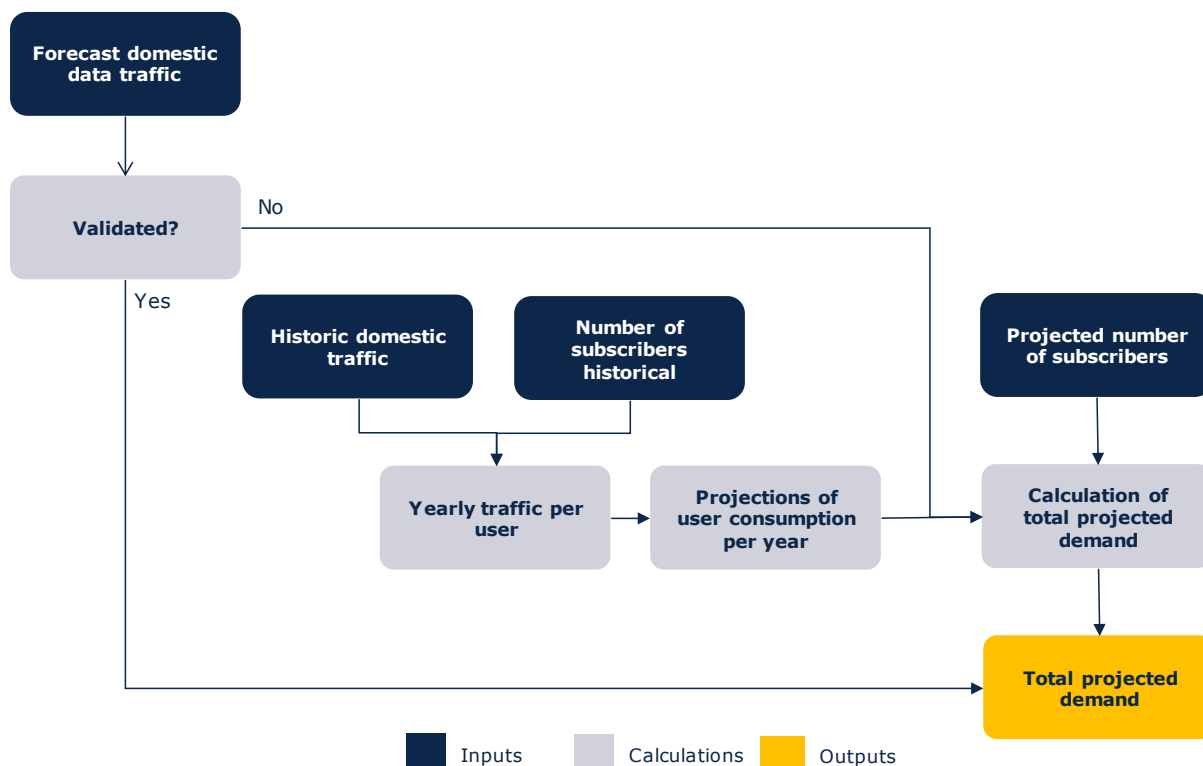 Forecast domestic
data traffic
Validated?
No
Yes
Historic domestic
traffic
Number of
subscribers
historical
Projected number
of subscribers
Yearly traffic per
user
Projections of
user consumption
per year
Calculation of
total projected
demand
Total projected
demand
Inputs
Calculations
Outputs